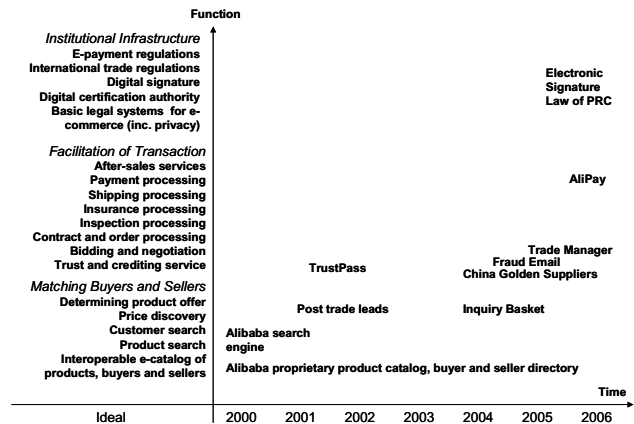 Function
Institutional Infrastructure
E-payment regulations
International trade regulations
Digital signature
Digital certification authority
Basic legal systems for e-
commerce (inc. privacy)
Electronic
Signature
Law of PRC
Facilitation of Transaction
After-sales services
Payment processing
Shipping processing
Insurance processing
Inspection processing
Contract and order processing
Bidding and negotiation
Trust and crediting service
AliPay
Trade Manager
Fraud Email
China Golden Suppliers
TrustPass
Matching Buyers and Sellers
Determining product offer
Price discovery
Customer search
Product search
Interoperable e-catalog of
products, buyers and sellers
Post trade leads
Inquiry Basket
Alibaba search
engine
Alibaba proprietary product catalog, buyer and seller directory
Time
Ideal 2000 2001 2002 2003 2004 2005 2006